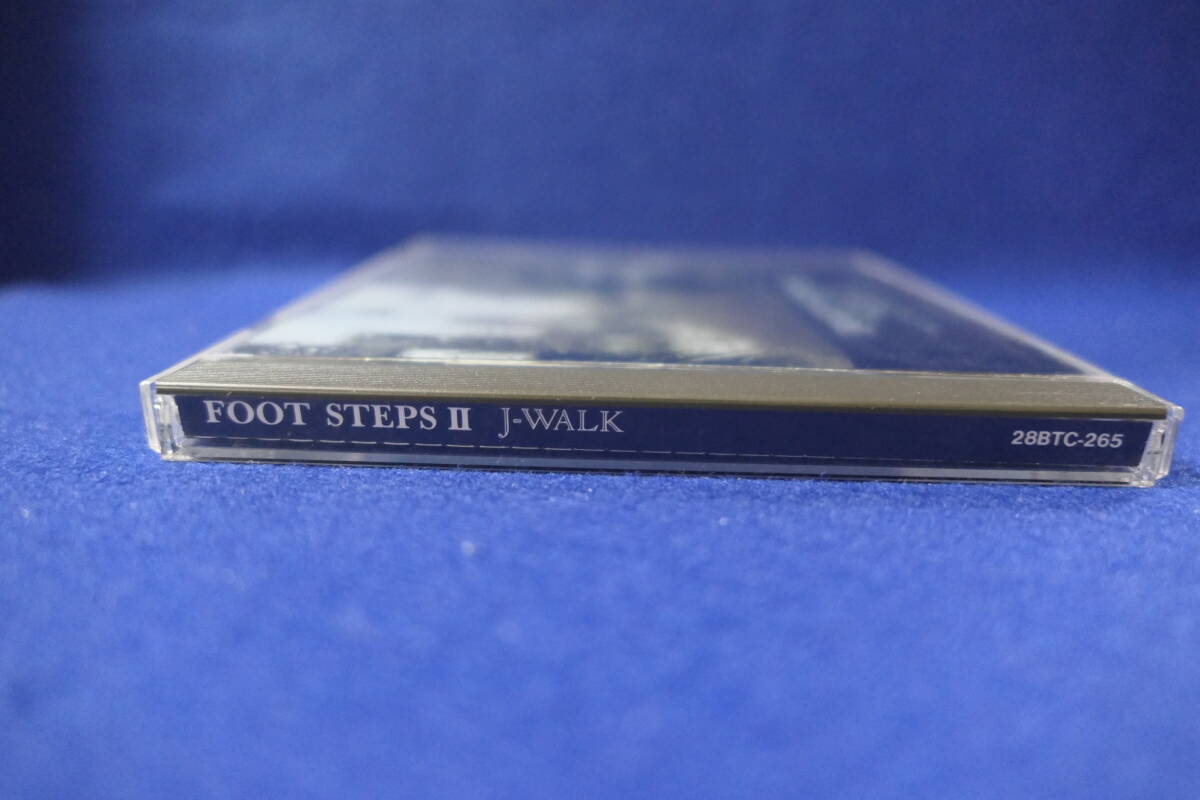 FOOT STEPS II J-WALK 28BTC-265